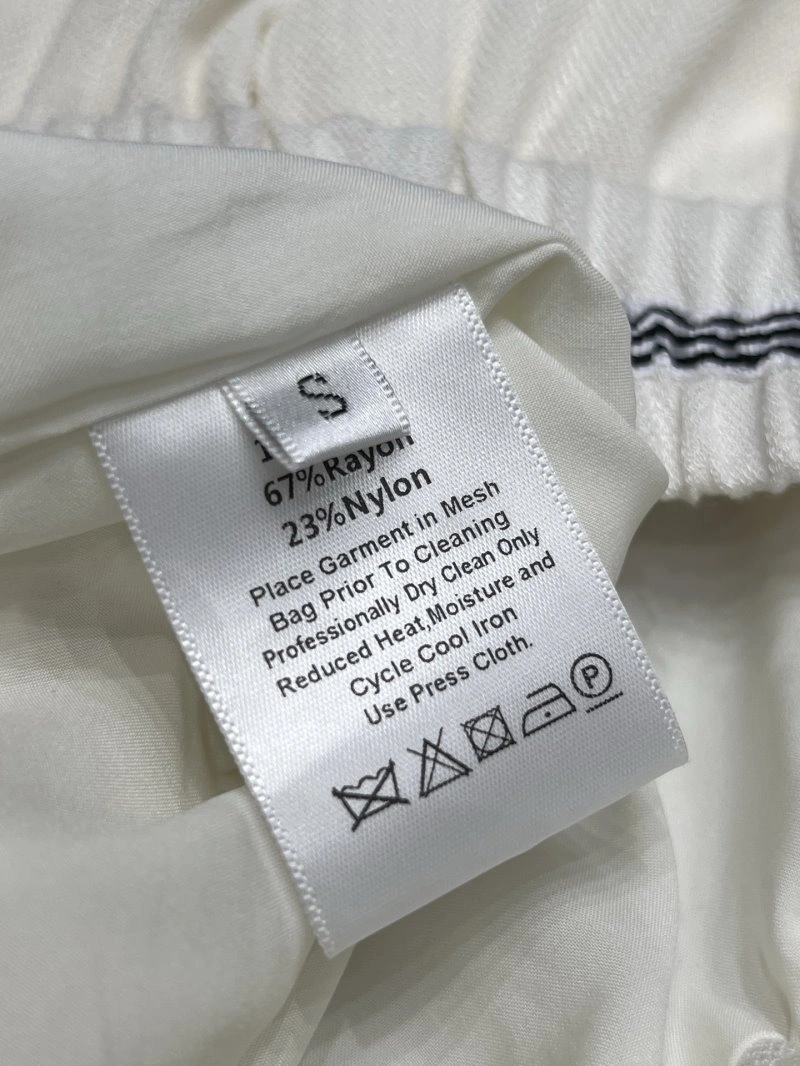 S
67%Rayon
23%Nylon
Place Garment in Mesh
Bag Prior To Cleaning
Professionally Dry Clean Only
Reduced Heat,Moisture and
Cycle Cool Iron
Use Press Cloth.
P